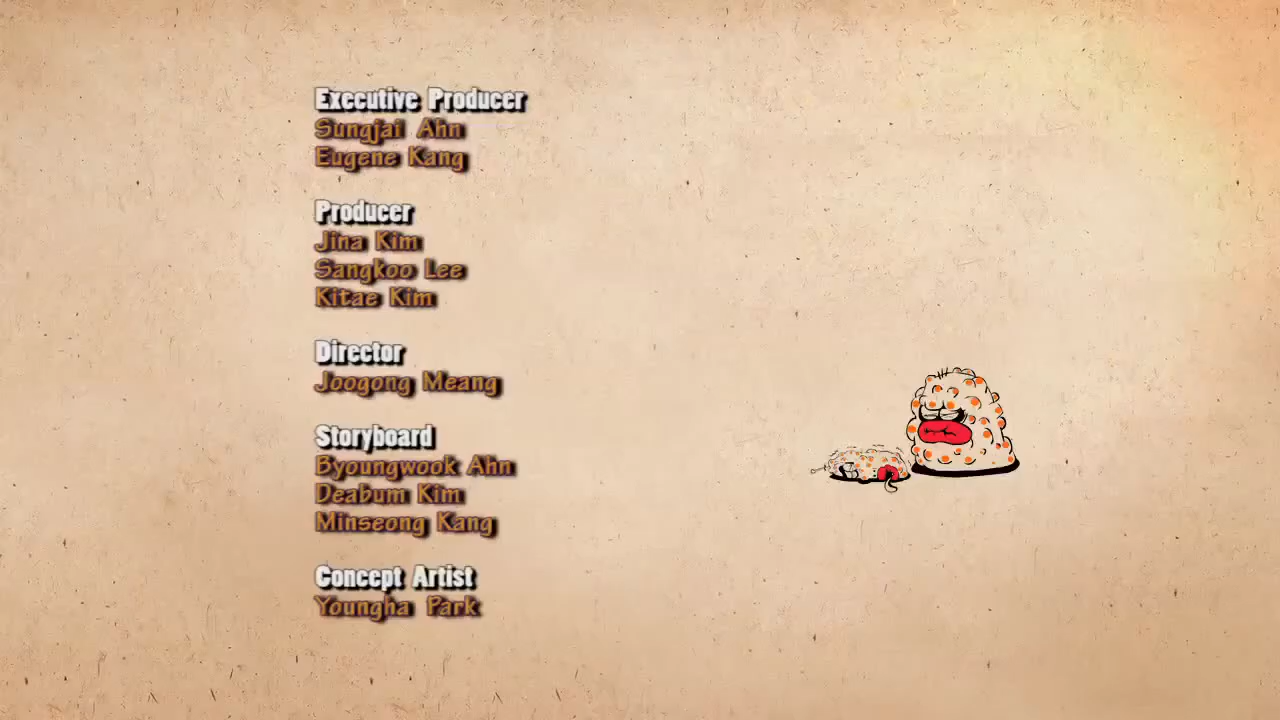 Executive Producer
Sungjai Ahn
Eugene Kang
Producer
Jina Kim
Sangkoo Lee
Kitae Kim
Director
Joogong Meang
Storyboard
Byoungwook Ahn
Deabum Kim
Minseong Kang
Concept Artist
Youngha Park